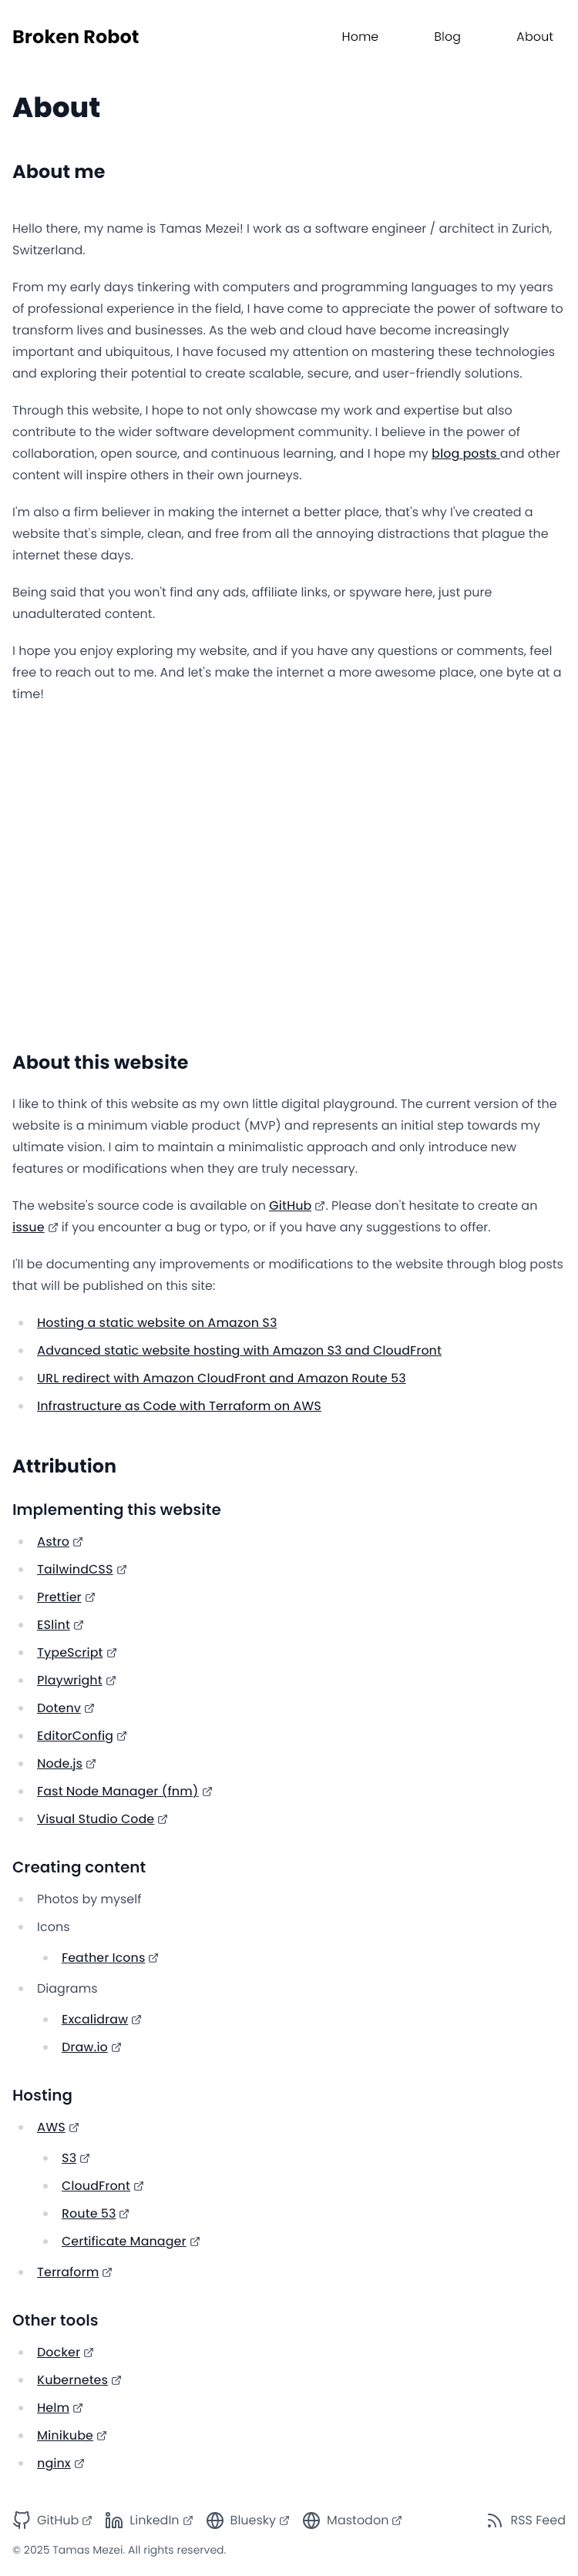 Broken Robot
Home
Blog
About
About
About me
Hello there, my name is Tamas Mezei! I work as a software engineer / architect in Zurich,
Switzerland.
From my early days tinkering with computers and programming languages to my years
of professional experience in the field, I have come to appreciate the power of software to
transform lives and businesses. As the web and cloud have become increasingly
important and ubiquitous, I have focused my attention on mastering these technologies
and exploring their potential to create scalable, secure, and user-friendly solutions.
Through this website, I hope to not only showcase my work and expertise but also
contribute to the wider software development community. I believe in the power of
collaboration, open source, and continuous learning, and I hope my blog posts and other
content will inspire others in their own journeys.
I'm also a firm believer in making the internet a better place, that's why I've created a
website that's simple, clean, and free from all the annoying distractions that plague the
internet these days.
Being said that you won't find any ads, affiliate links, or spyware here, just pure
unadulterated content.
I hope you enjoy exploring my website, and if you have any questions or comments, feel
free to reach out to me. And let's make the internet a more awesome place, one byte at a
time!
About this website
I like to think of this website as my own little digital playground. The current version of the
website is a minimum viable product (MVP) and represents an initial step towards my
ultimate vision. I aim to maintain a minimalistic approach and only introduce new
features or modifications when they are truly necessary.
The website's source code is available on GitHub. Please don't hesitate to create an
issue if you encounter a bug or typo, or if you have any suggestions to offer.
I'll be documenting any improvements or modifications to the website through blog posts
that will be published on this site:
Hosting a static website on Amazon S3
Advanced static website hosting with Amazon S3 and CloudFront
URL redirect with Amazon CloudFront and Amazon Route 53
Infrastructure as Code with Terraform on AWS
Attribution
Implementing this website
Astro
TailwindCSS
Prettier
ESlint
TypeScript
Playwright
Dotenv
EditorConfig
Node.js
Fast Node Manager (fnm)
Visual Studio Code
Creating content
Photos by myself
Icons
Feather Icons
Diagrams
Excalidraw
Draw.io
Hosting
AWS
S3
CloudFront
Route 53
Certificate Manager
Terraform
Other tools
Docker
Kubernetes
Helm
Minikube
nginx
GitHub
LinkedIn
Bluesky
Mastodon
RSS Feed
© 2025 Tamas Mezei. All rights reserved.